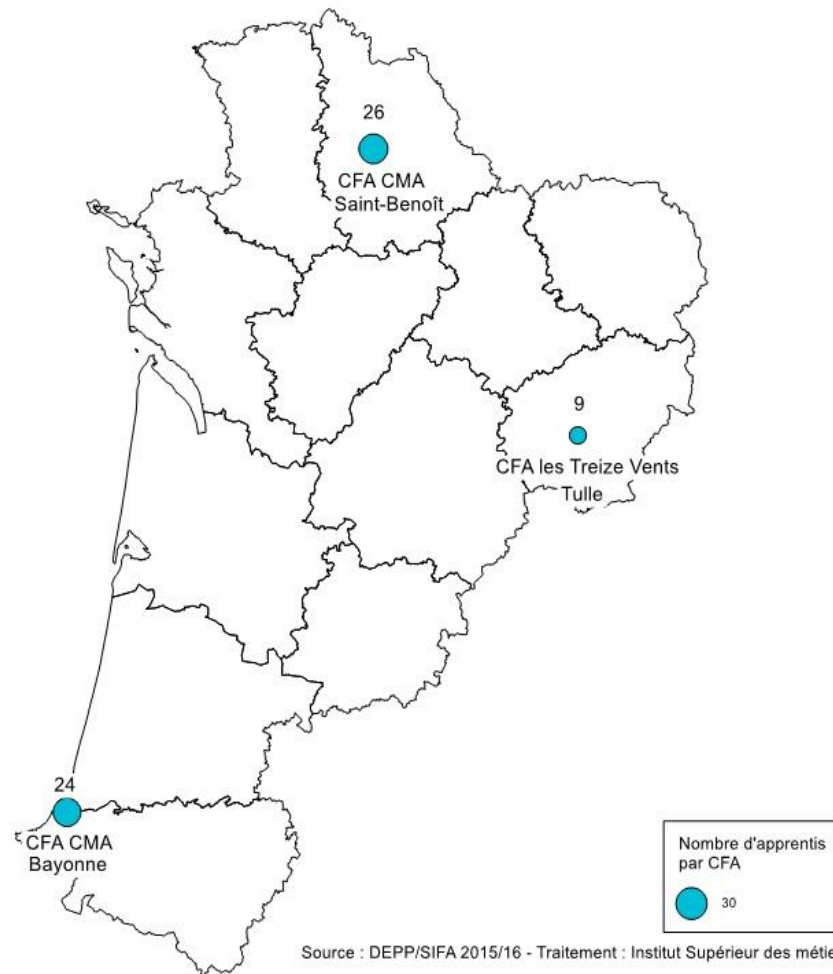 26
CFA CMA
Saint-Benoît
9
CFA les Treize Vents
Tulle
24
CFA CMA
Bayonne
Nombre d'apprentis
par CFA
30
Source : DEPP/SIFA 2015/16 - Traitement : Institut Supérieur des métie